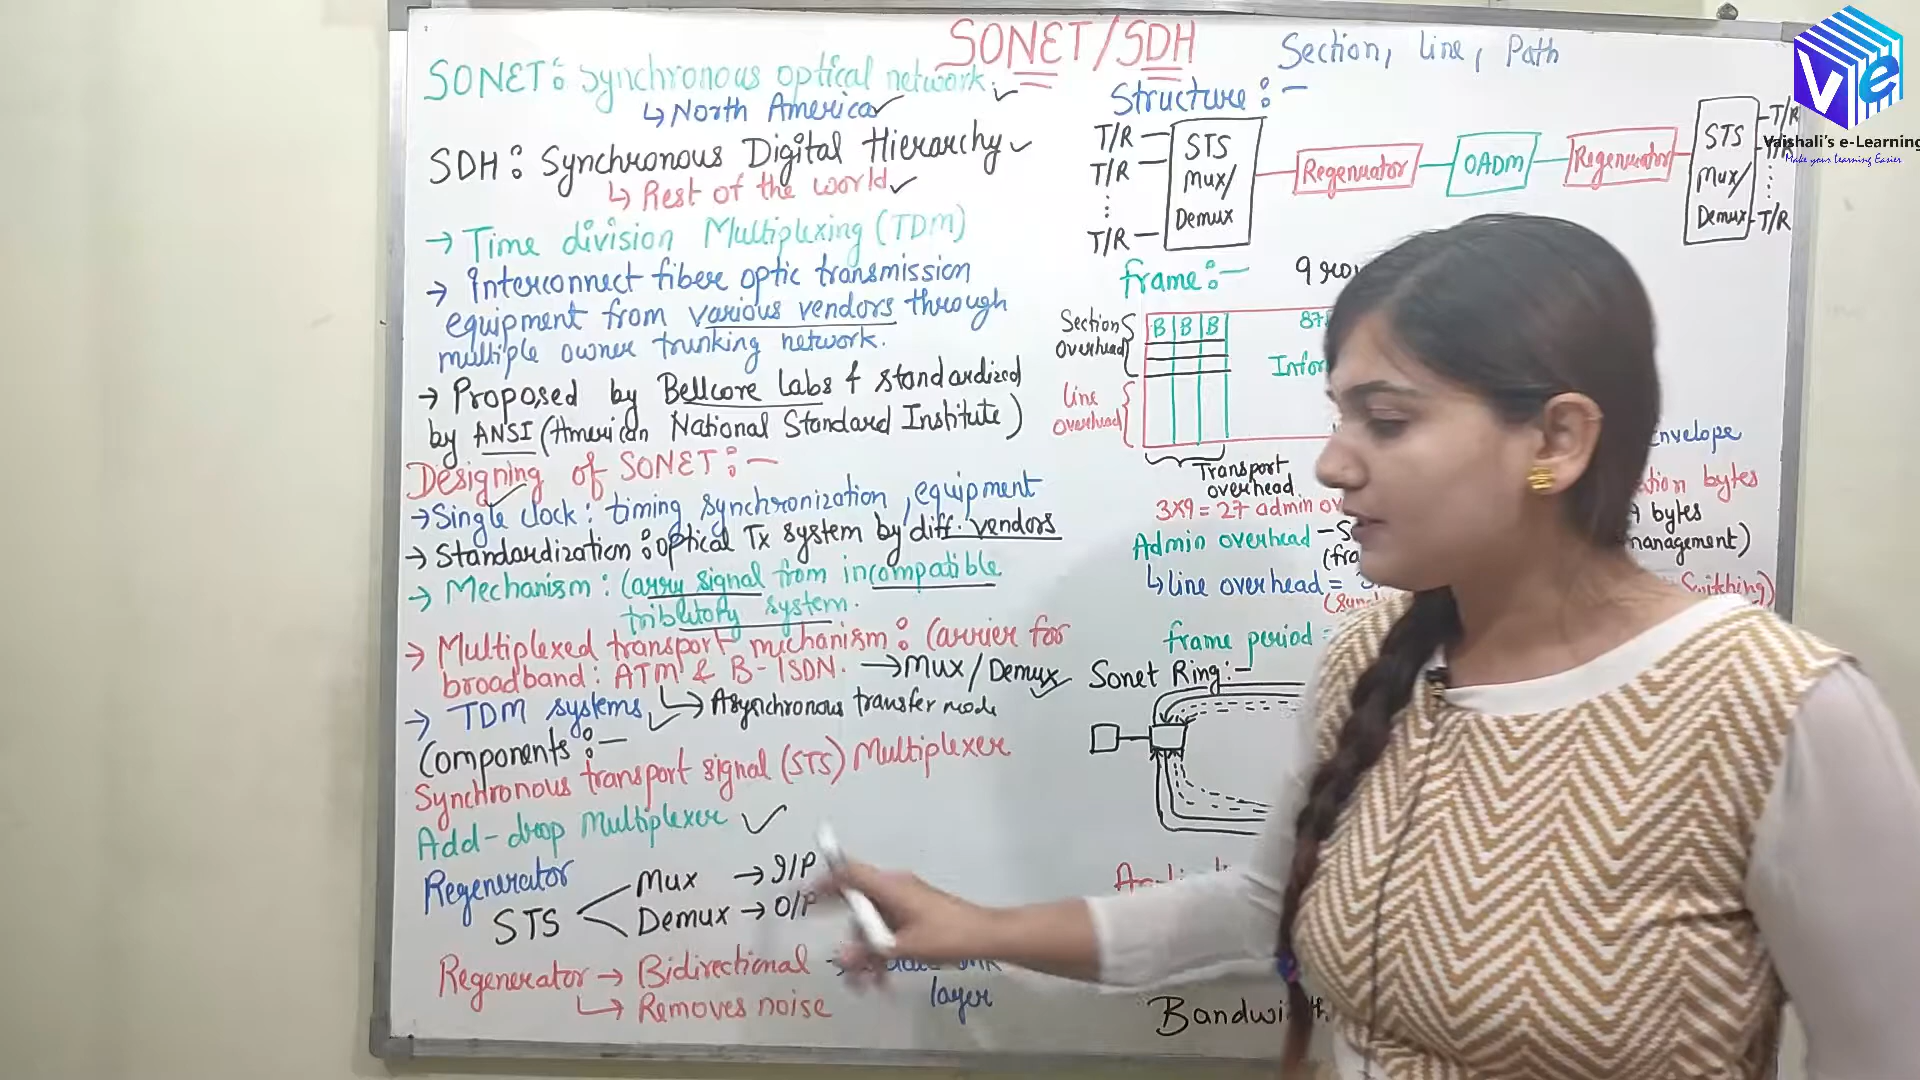 SONET/SDH
SONET: Synchronous optical network
↳ North America ✓
SDH: Synchronous Digital Hierarchy ✓
↳ Rest of the world ✓
→ Time division Multiplexing (TDM)
→ Interconnect fiber optic transmission
equipment from various vendors through
multiple owner trunking network.
→ Proposed by Bellcore Labs & standardized
by ANSI (American National Standard Institute)
Designing of SONET:-
→ Single clock: timing synchronization, equipment
→ Standardization: optical Tx system by diff. vendors
→ Mechanism: Carry signal from incompatible
tributory system.
→ Multiplexed transport mechanism: Carrier for
broadband: ATM & B-ISDN. → Mux/Demux
↳ Asynchronous transfer mode
→ TDM systems
Components:-
Synchronous transport signal (STS) Multiplexer
Add-drop Multiplexer ✓
Regenerator
STS
Mux → I/P
Demux → O/P
Regenerator → Bidirectional →
layer
↳ Removes noise
Section, Line, Path
Structure:-
T/R
T/R
T/R
STS
Mux/
Demux
Regenerator
OADM
Regenerator
STS
Mux/
Demux
T/R
T/R
T/R
frame:-
9
Section
overhead
B B B
87
Line
overhead
Envelope
Transport
overhead
3x9 = 27 admin
bytes
Admin overhead
bytes
management)
↳ Line overhead =
Switching)
frame period =
Sonet Ring:-
Ve
Vaishali's e-Learning
Make your Learning Easier